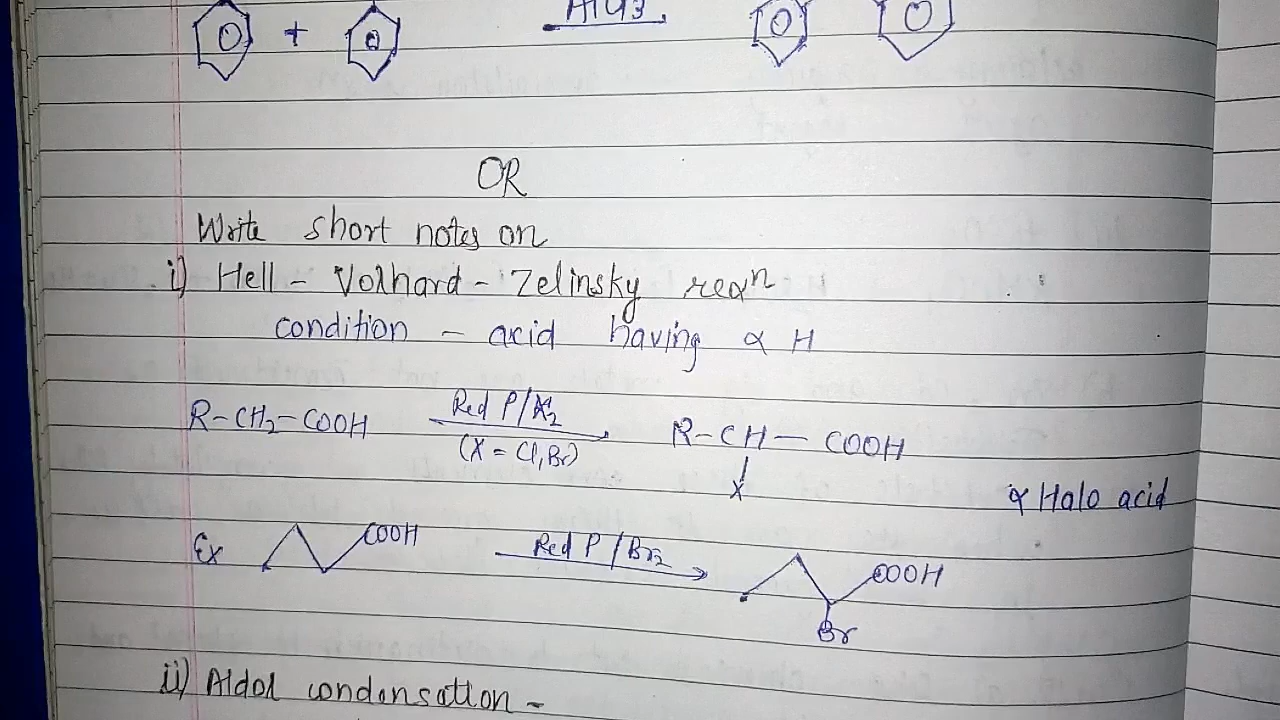 + AlCl3
OR
Write short notes on
i) Hell - Volhard - Zelinsky reaⁿ
condition - acid having α H
R-CH₂-COOH Red P/X₂ (X = Cl, Br) R-CH-COOH
X
α Halo acid
Ex COOH Red P/Br₂ COOH
Br
ii) Aldol condensation -